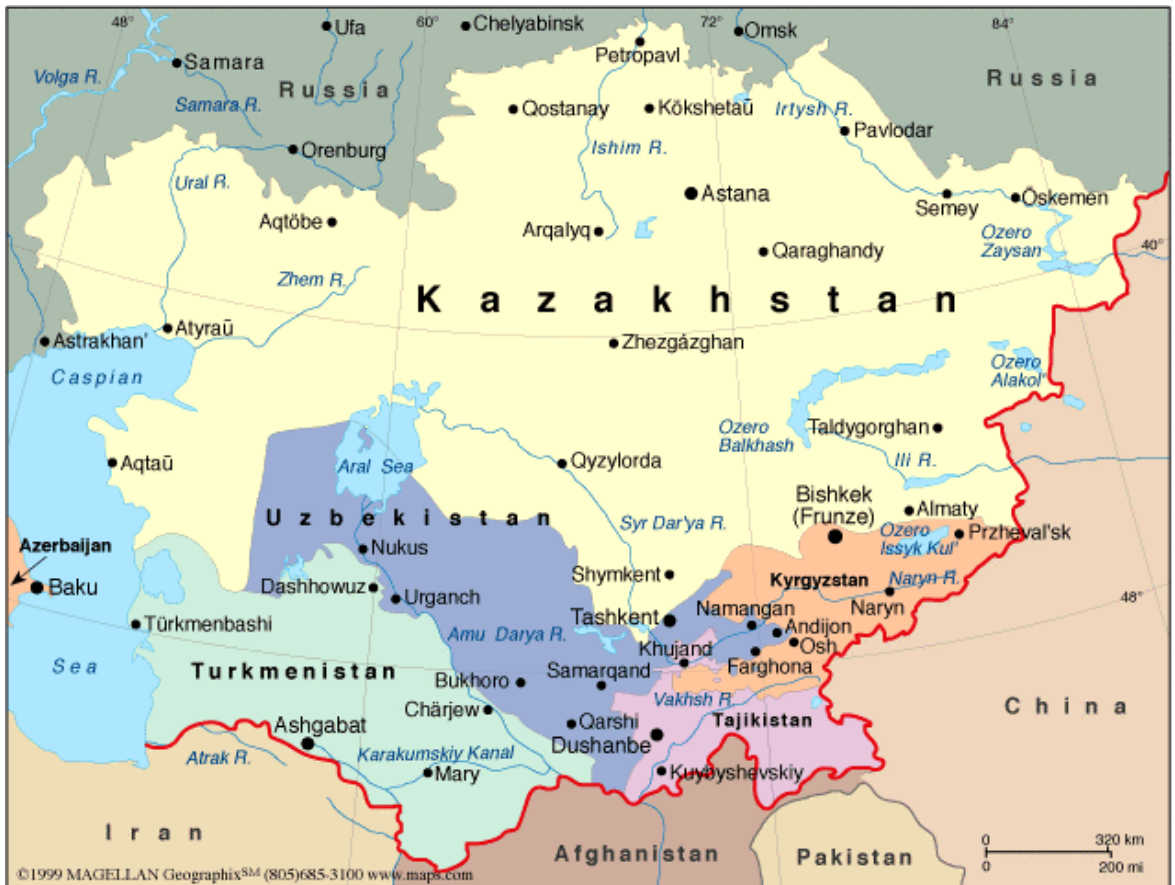 48°
60°
72°
84°
Ufa
Chelyabinsk
Omsk
Petropavl
Samara
Volga R.
Russia
Samara R.
Russia
Qostanay
Kökshetaū
Irtysh R.
Pavlodar
Orenburg
Ishim R.
Ural R.
Astana
Semey
Öskemen
Aqtöbe
Arqalyq
Ozero
Zaysan
40°
Qaraghandy
Zhem R.
Kazakhstan
Atyraū
Astrakhan'
Zhezgázghan
Caspian
Ozero
Alakol'
Ozero
Balkhash
Taldygorghan
Aqtaū
Aral Sea
Qyzylorda
Ili R.
Bishkek
(Frunze)
Almaty
Uzbekistan
Syr Dar'ya R.
Ozero
Issyk Kul'
Przheval'sk
Azerbaijan
Nukus
Baku
Dashhowuz
Urganch
Shymkent
Kyrgyzstan
Naryn R.
Naryn
48°
Türkmenbashi
Tashkent
Namangan
Andijon
Amu Darya R.
Khujand
Osh
Farghona
Sea
Turkmenistan
Samarqand
Bukhoro
Vakhsh R.
Chärjew
Qarshi
Tajikistan
China
Ashgabat
Dushanbe
Atrak R.
Karakumskiy Kanal
Mary
Kuybyshevskiy
Iran
Afghanistan
Pakistan
0 320 km
0 200 mi
©1999 MAGELLAN Geographix℠ (805)685-3100 www.maps.com